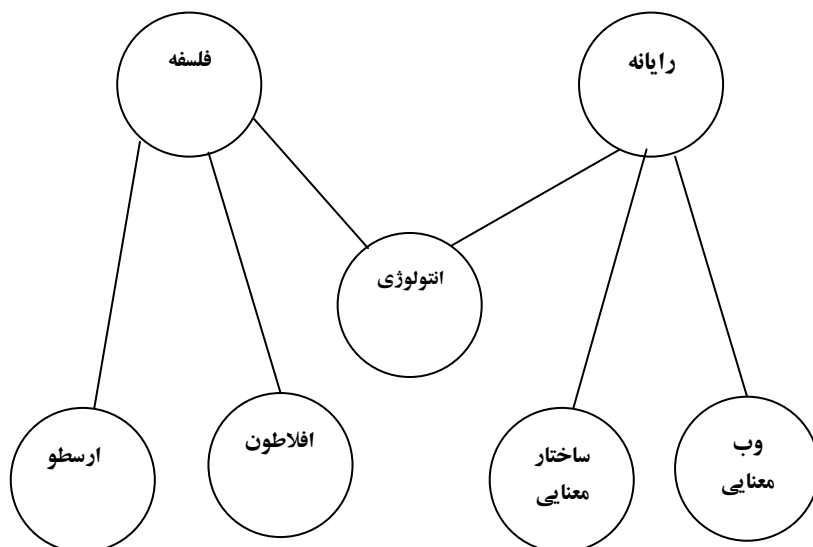 رایانه
فلسفه
انتولوژی
وب
معنایی
ساختار
معنایی
افلاطون
ارسطو